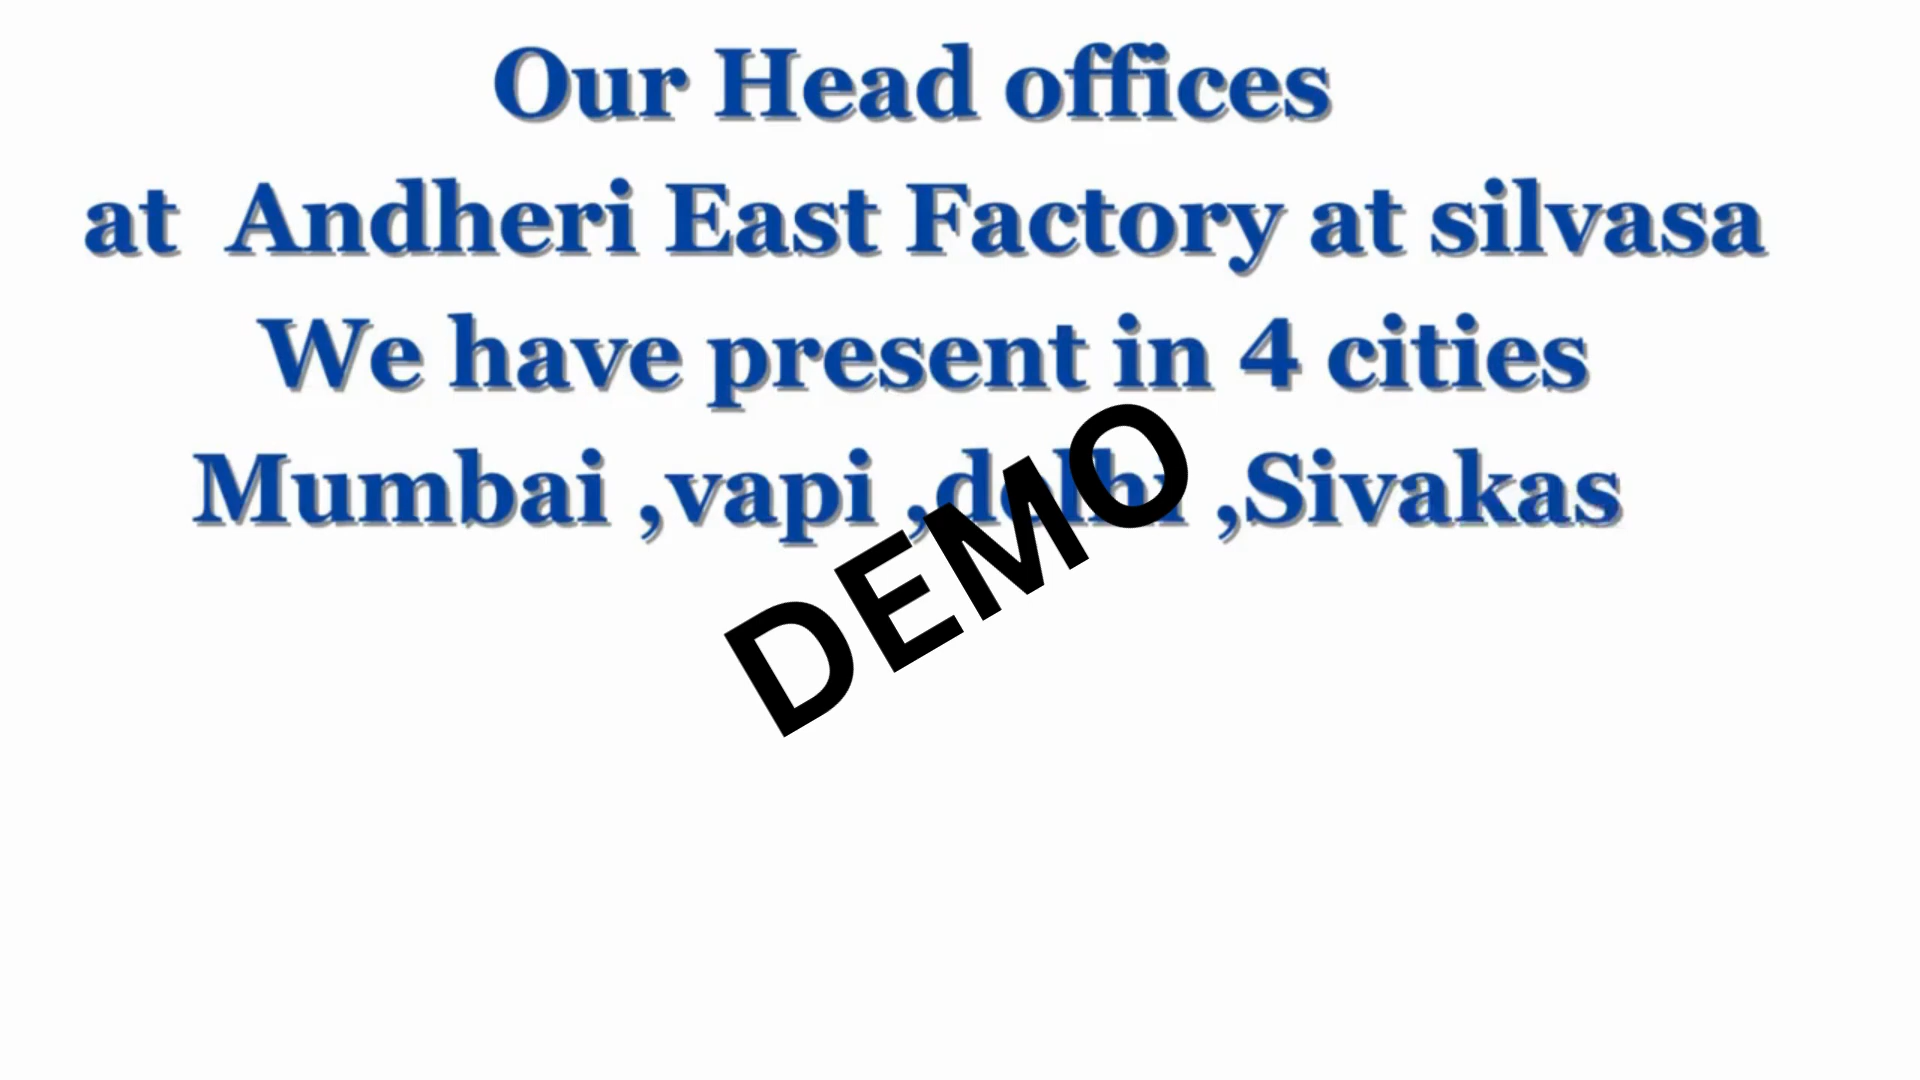 Our Head offices
at Andheri East Factory at silvasa
We have present in 4 cities
Mumbai ,vapi ,delhi ,Sivakas
DEMO